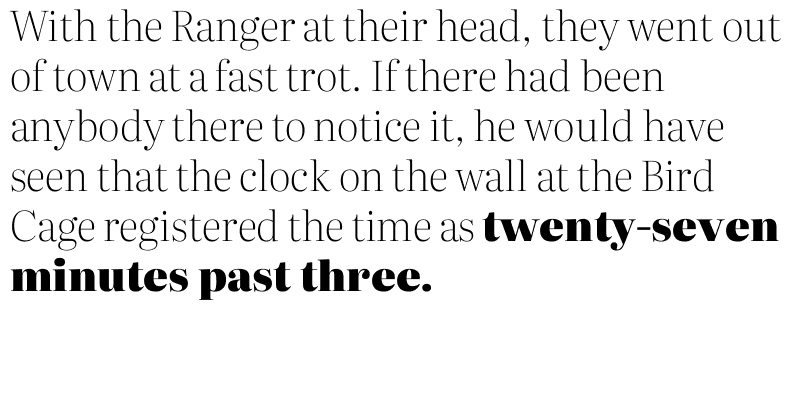 With the Ranger at their head, they went out
of town at a fast trot. If there had been
anybody there to notice it, he would have
seen that the clock on the wall at the Bird
Cage registered the time as twenty-seven
minutes past three.